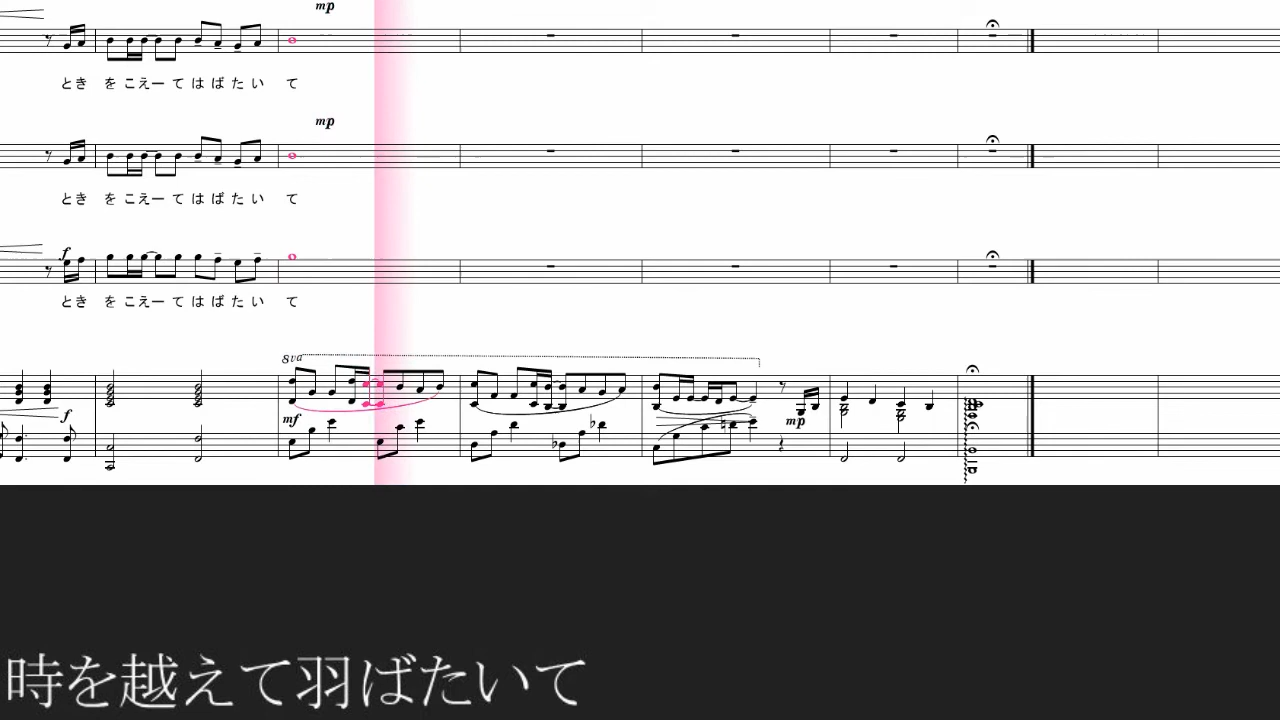 mp
とき を こえー て は ば た い て
mp
とき を こえー て は ば た い て
f
とき を こえー て は ば た い て
8va
f mf mp
時を越えて羽ばたいて